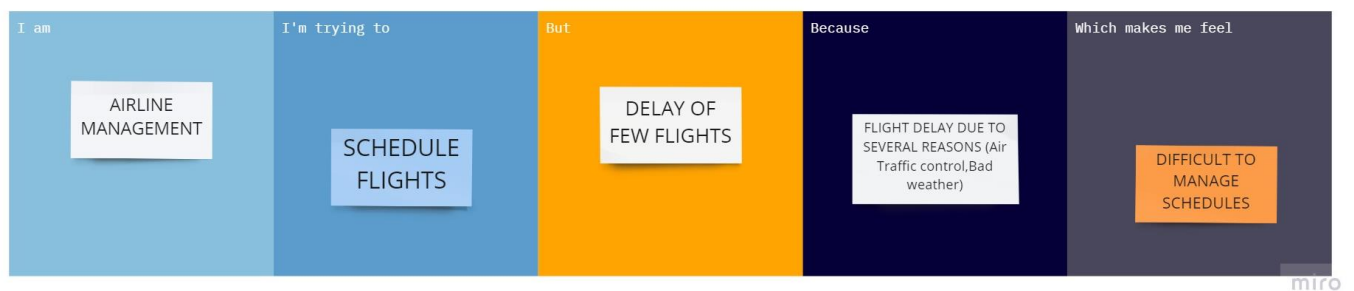 I am
AIRLINE
MANAGEMENT
I'm trying to
SCHEDULE
FLIGHTS
But
DELAY OF
FEW FLIGHTS
Because
FLIGHT DELAY DUE TO
SEVERAL REASONS (Air
Traffic control,Bad
weather)
Which makes me feel
DIFFICULT TO
MANAGE
SCHEDULES
miro